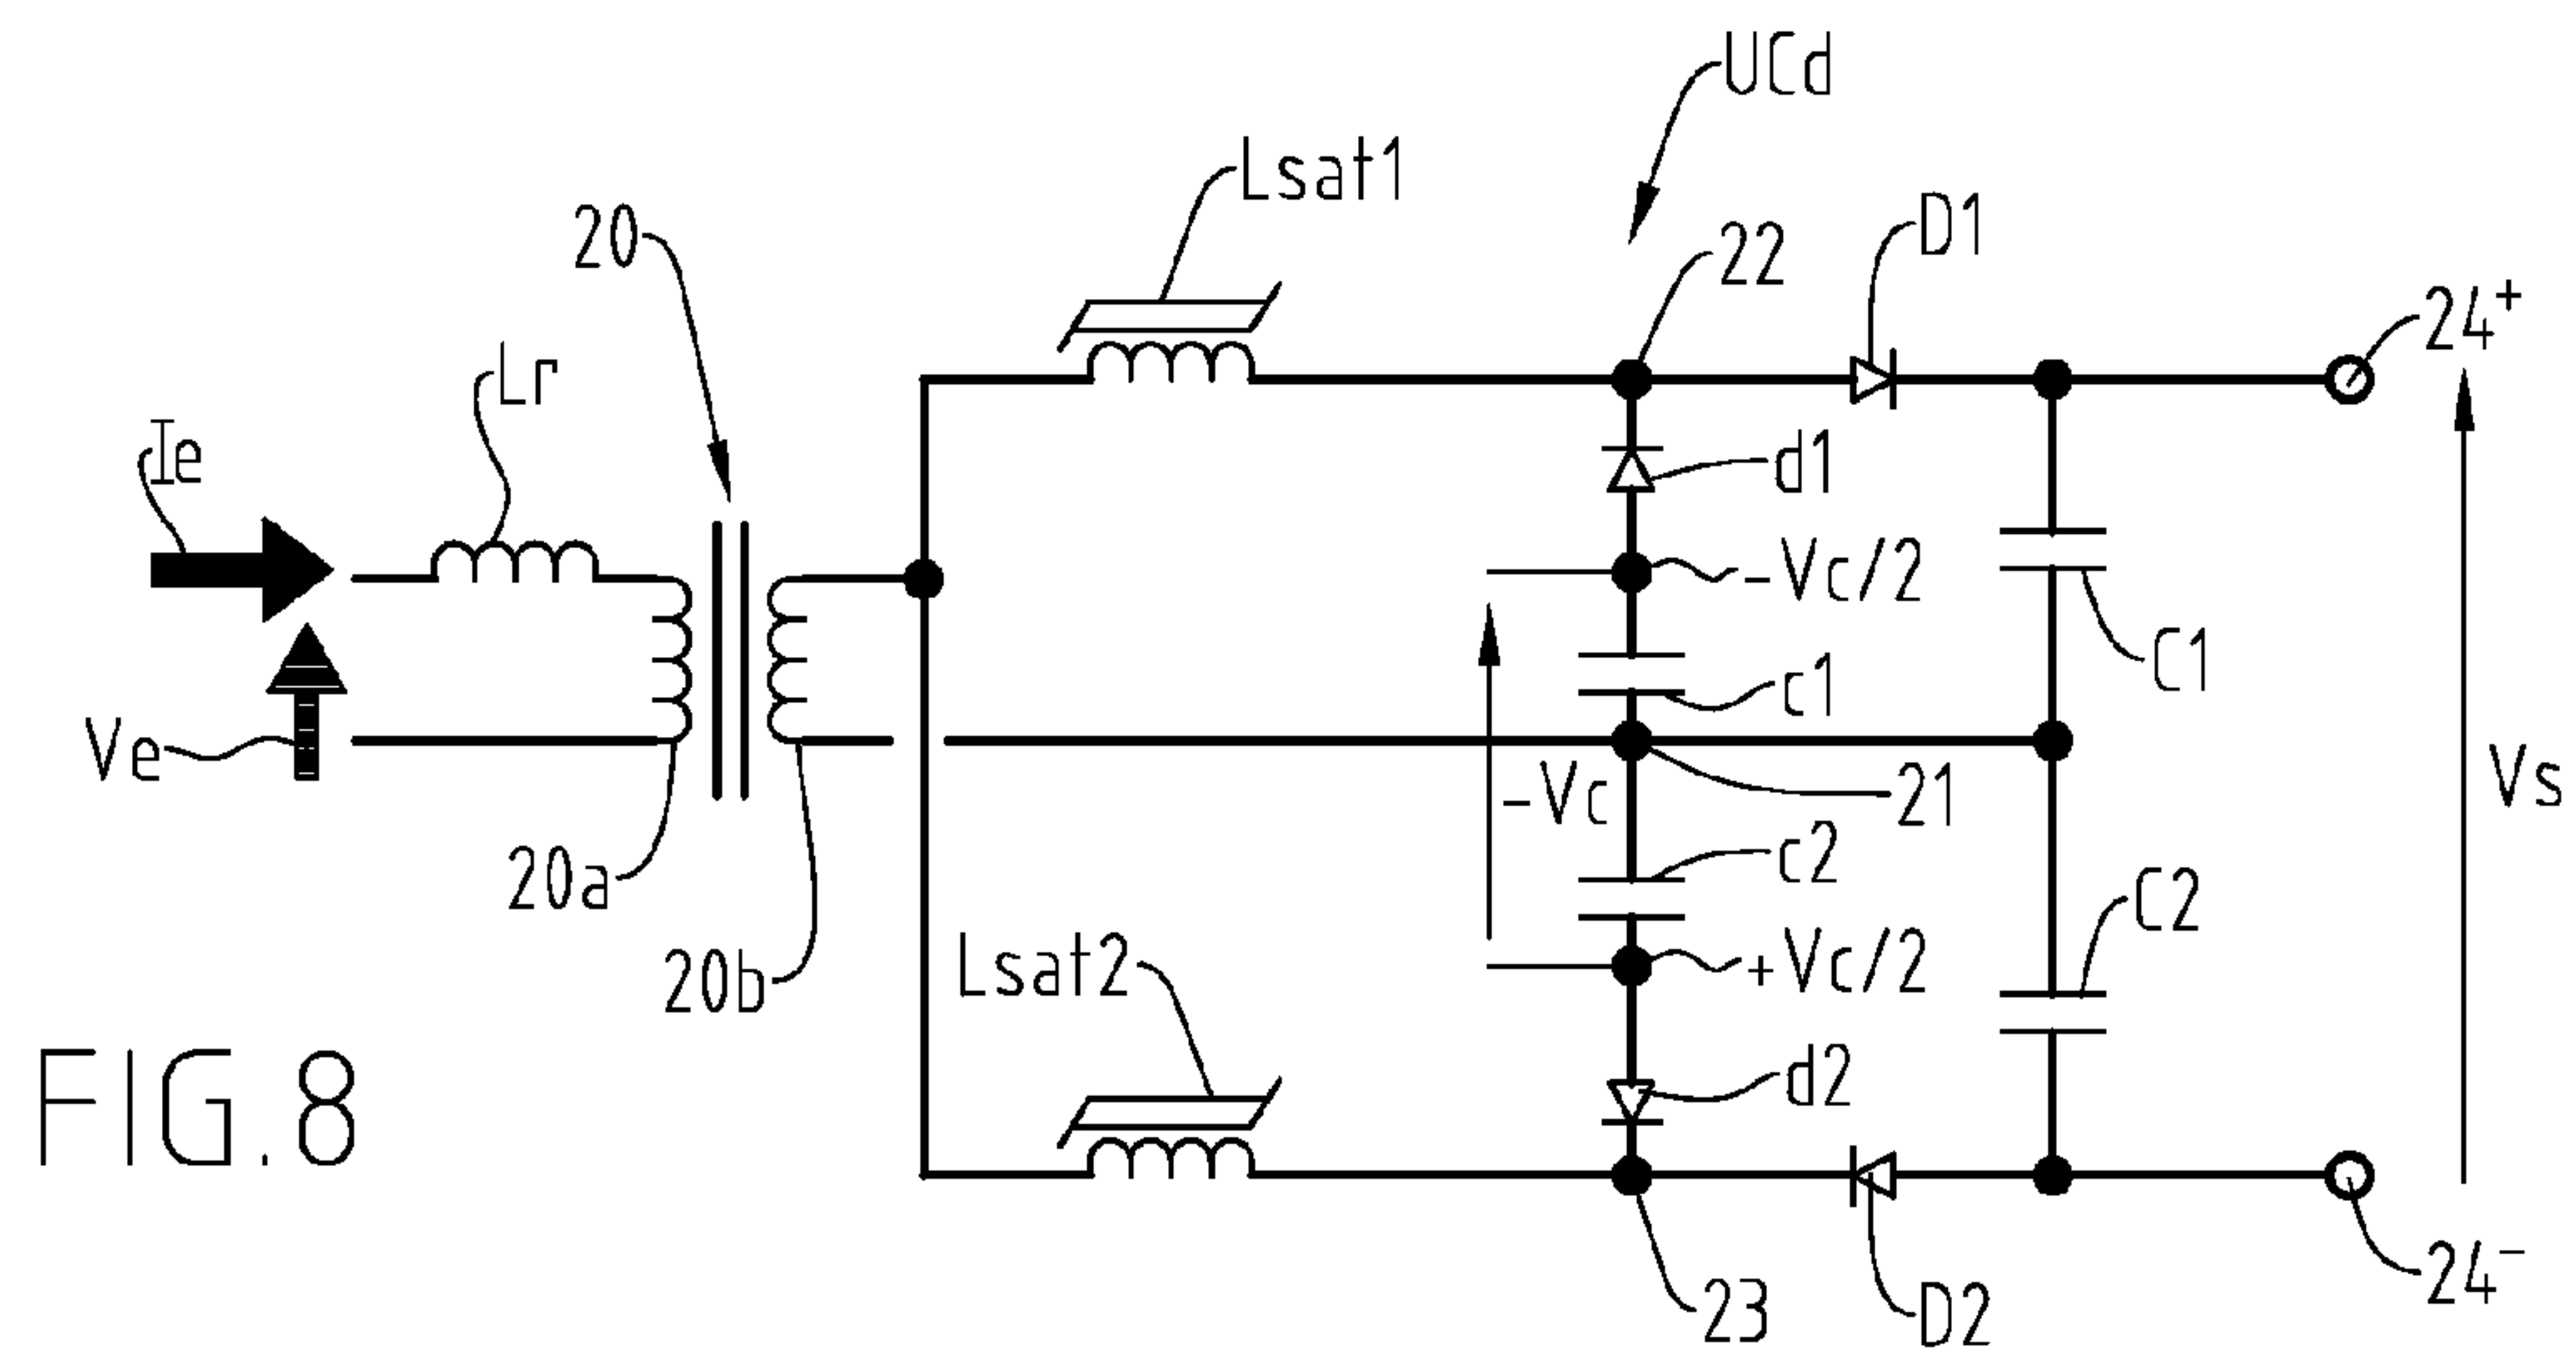 UCd
Lsat1
D1
20
22
24+
Lr
Ie
d1
-Vc/2
c1
C1
Ve
-Vc
21
Vs
20a
c2
C2
20b
Lsat2
+Vc/2
d2
FIG.8
23
D2
24-